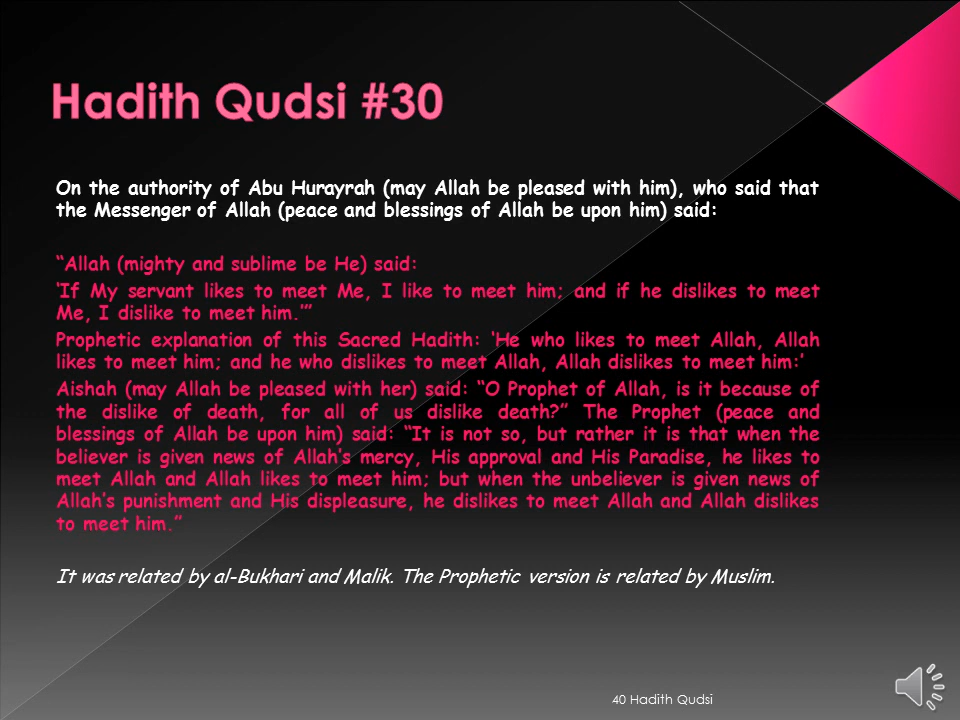 Hadith Qudsi #30
On the authority of Abu Hurayrah (may Allah be pleased with him), who said that
the Messenger of Allah (peace and blessings of Allah be upon him) said:
“Allah (mighty and sublime be He) said:
‘If My servant likes to meet Me, I like to meet him; and if he dislikes to meet
Me, I dislike to meet him.’”
Prophetic explanation of this Sacred Hadith: ‘He who likes to meet Allah, Allah
likes to meet him; and he who dislikes to meet Allah, Allah dislikes to meet him:’
Aishah (may Allah be pleased with her) said: “O Prophet of Allah, is it because of
the dislike of death, for all of us dislike death?” The Prophet (peace and
blessings of Allah be upon him) said: “It is not so, but rather it is that when the
believer is given news of Allah’s mercy, His approval and His Paradise, he likes to
meet Allah and Allah likes to meet him; but when the unbeliever is given news of
Allah’s punishment and His displeasure, he dislikes to meet Allah and Allah dislikes
to meet him.”
It was related by al-Bukhari and Malik. The Prophetic version is related by Muslim.
40 Hadith Qudsi